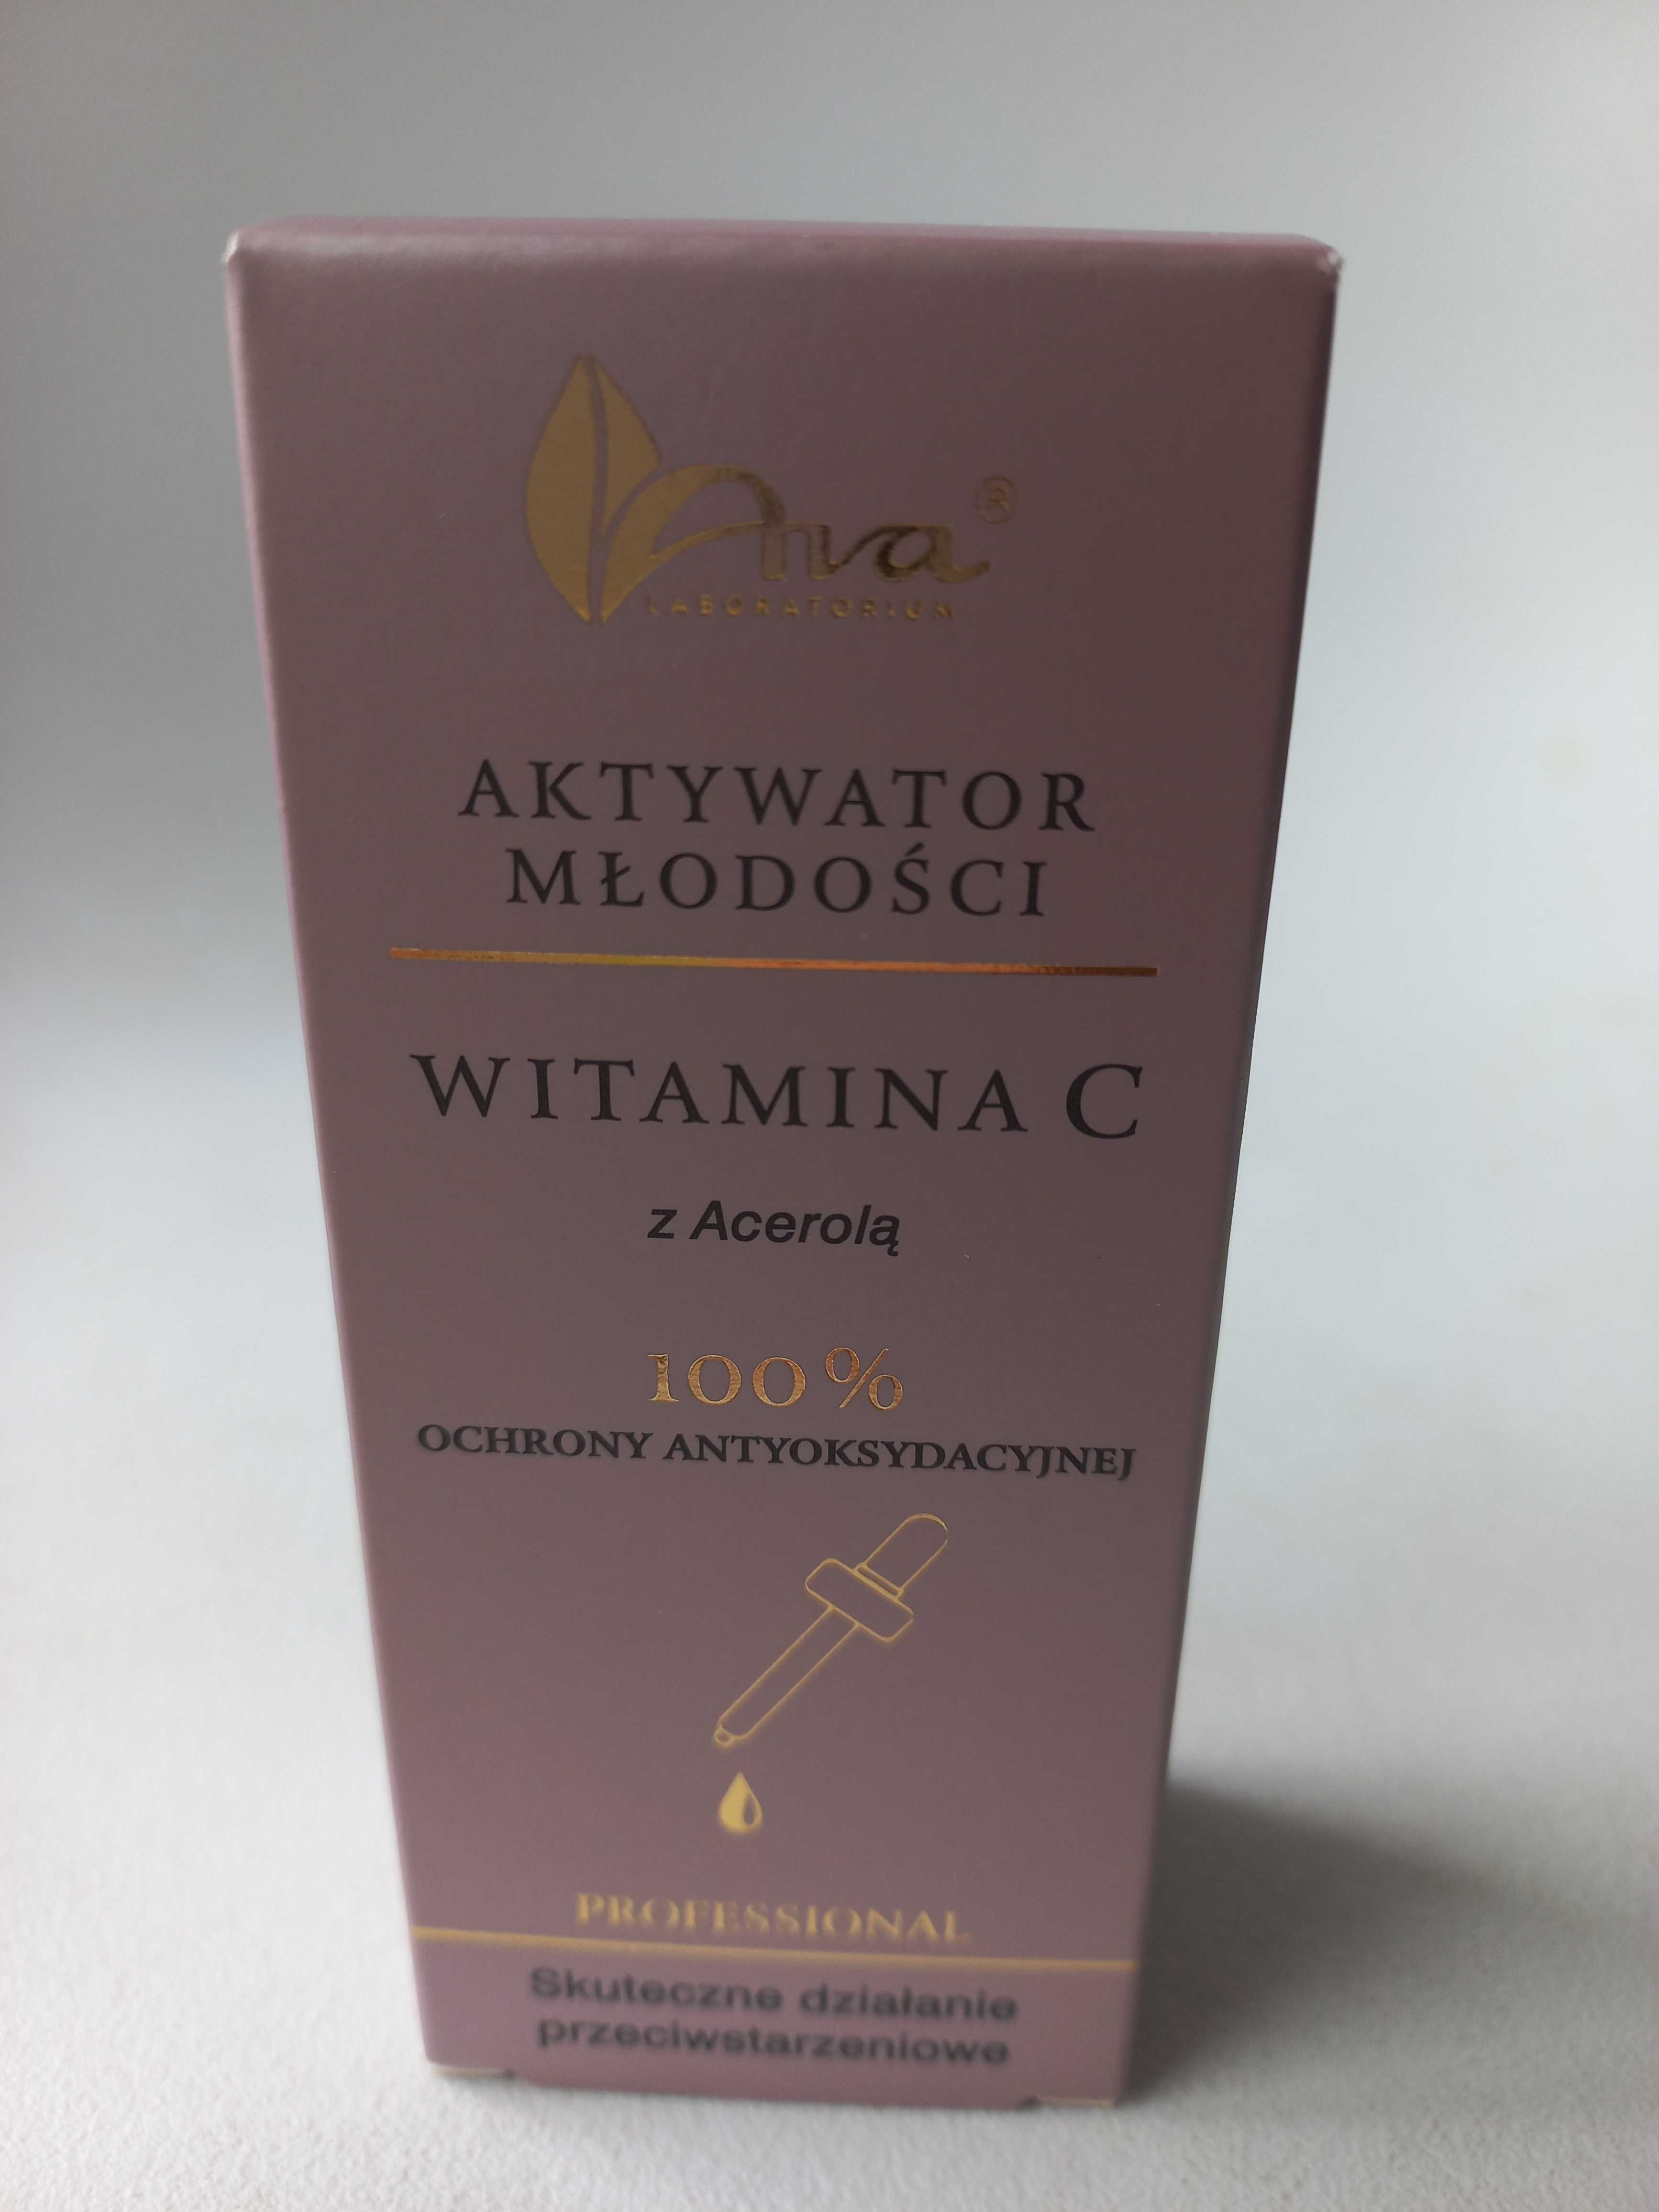 Ava®
LABORATORIUM
AKTYWATOR
MŁODOŚCI
WITAMINA C
z Acerolą
100%
OCHRONY ANTYOKSYDACYJNEJ
PROFESSIONAL
Skuteczne działanie
przeciwstarzeniowe